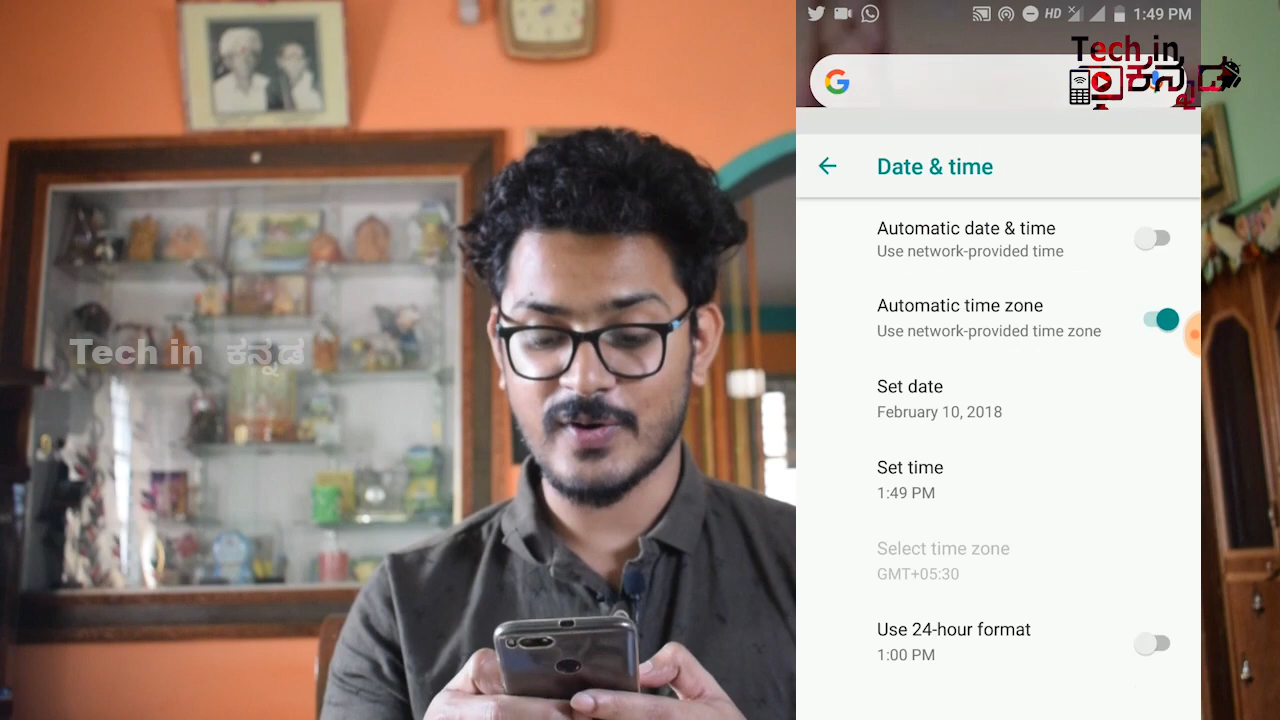 HD
1:49 PM
Tech in
ಕನ್ನಡ
Date & time
Automatic date & time
Use network-provided time
Automatic time zone
Use network-provided time zone
Tech in ಕನ್ನಡ
Set date
February 10, 2018
Set time
1:49 PM
Select time zone
GMT+05:30
Use 24-hour format
1:00 PM